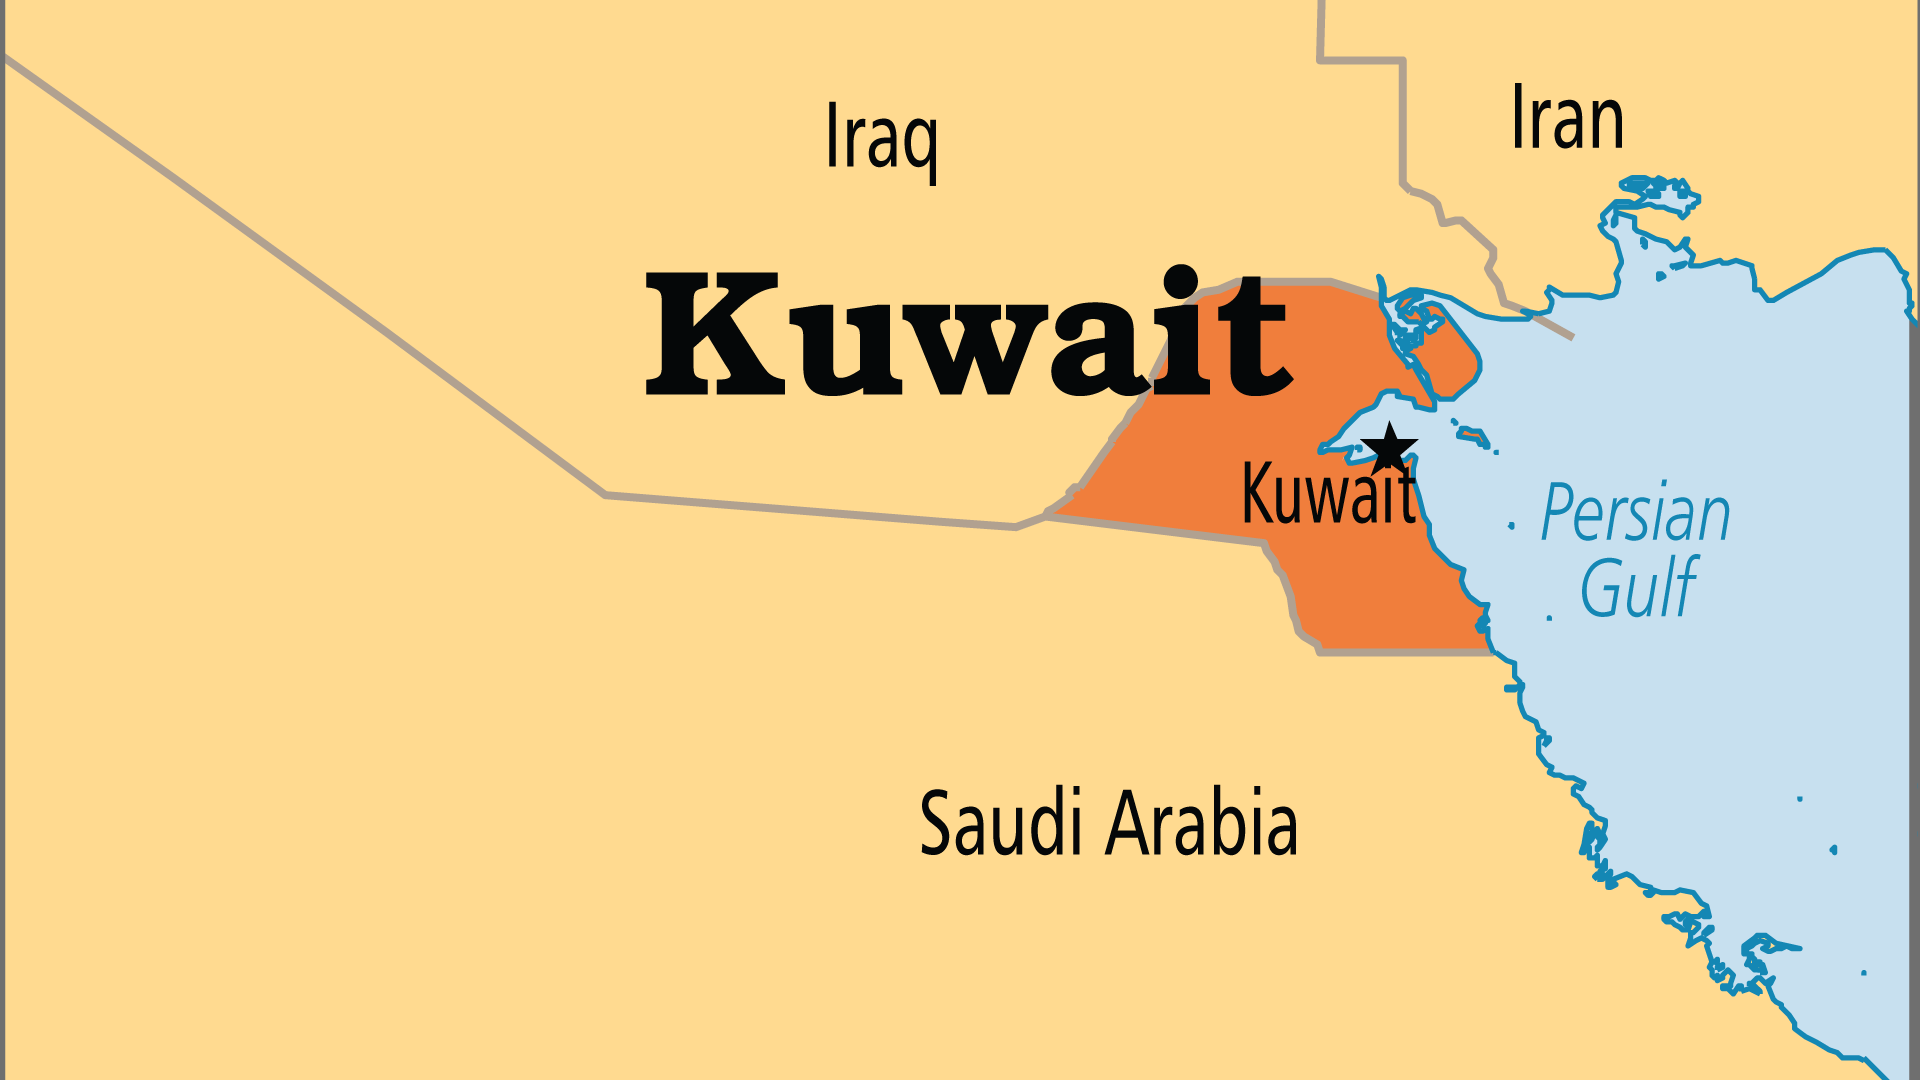 Iraq
Iran
Kuwait
Kuwait
Persian
Gulf
Saudi Arabia